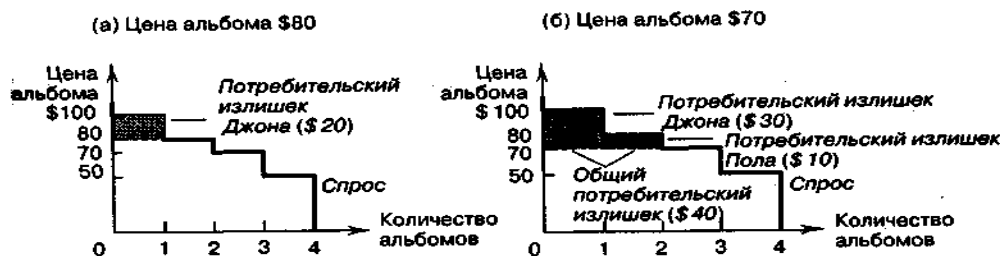 (а) Цена альбома $80
Цена
альбома
$100
80
70
50
0
1
2
3
4
Потребительский
излишек
Джона ($20)
Спрос
Количество
альбомов
(б) Цена альбома $70
Цена
альбома
$100
80
70
50
0
1
2
3
4
Потребительский излишек
Джона ($30)
Потребительский излишек
Пола ($10)
Общий
потребительский
излишек ($40)
Спрос
Количество
альбомов